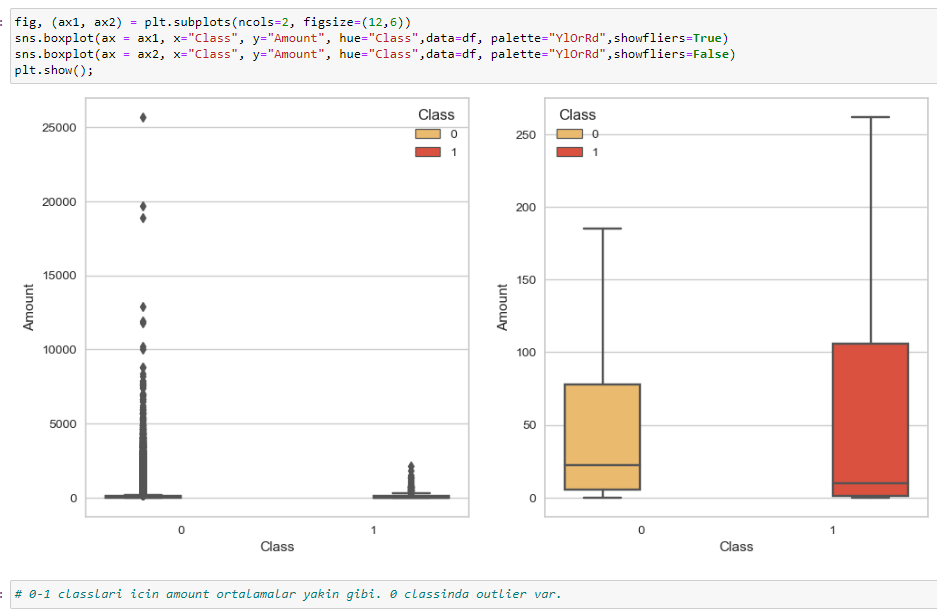 fig, (ax1, ax2) = plt.subplots(ncols=2, figsize=(12,6))
sns.boxplot(ax = ax1, x="Class", y="Amount", hue="Class",data=df, palette="YlOrRd",showfliers=True)
sns.boxplot(ax = ax2, x="Class", y="Amount", hue="Class",data=df, palette="YlOrRd",showfliers=False)
plt.show();
Class
0
1
25000
20000
15000
10000
5000
0
Amount
0
1
Class
Class
0
1
250
200
150
100
50
0
Amount
0
1
Class
# 0-1 classlari icin amount ortalamalar yakin gibi. 0 classinda outlier var.